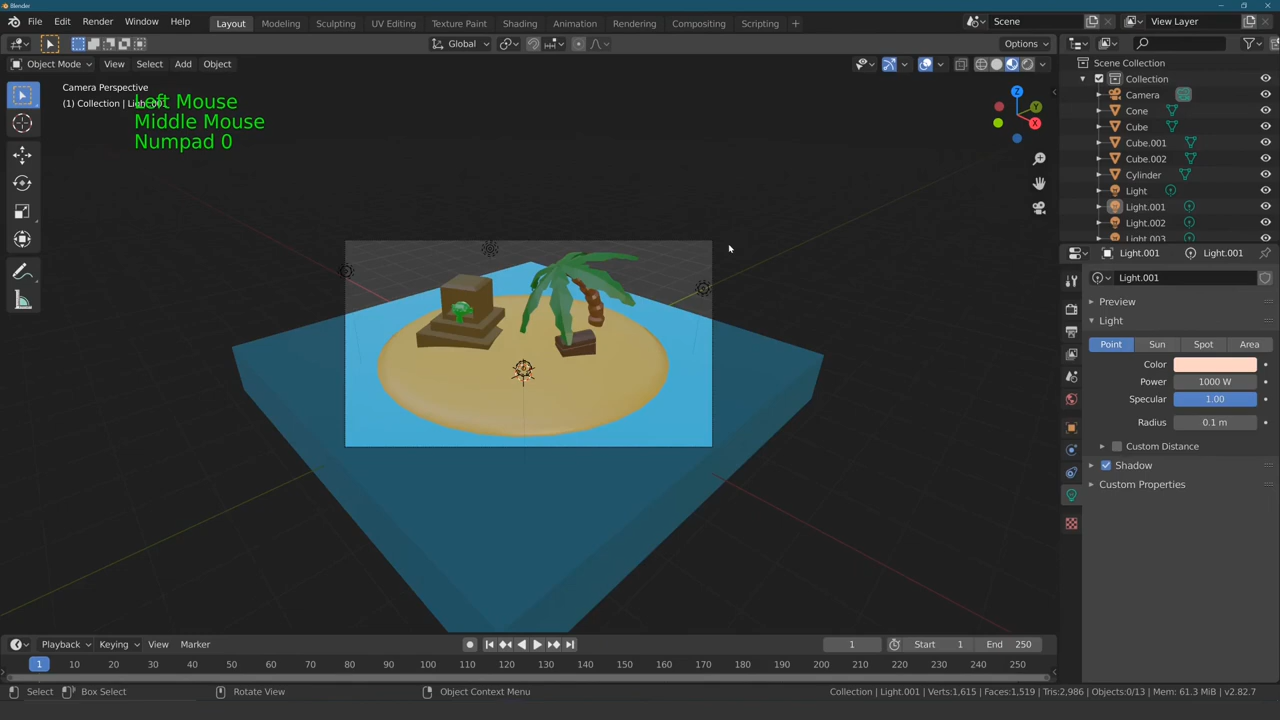 Blender
File Edit Render Window Help
Layout Modeling Sculpting UV Editing Texture Paint Shading Animation Rendering Compositing Scripting +
Scene
View Layer
Global
Options
Object Mode View Select Add Object
Camera Perspective
(1) Collection | Light.001
Left Mouse
Middle Mouse
Numpad 0
Z
Y
X
Scene Collection
Collection
Camera
Cone
Cube
Cube.001
Cube.002
Cylinder
Light
Light.001
Light.002
Light.003
Light.001 Light.001
Light.001
Preview
Light
Point Sun Spot Area
Color
Power 1000 W
Specular 1.00
Radius 0.1 m
Custom Distance
Shadow
Custom Properties
Playback Keying View Marker
1 Start 1 End 250
1 10 20 30 40 50 60 70 80 90 100 110 120 130 140 150 160 170 180 190 200 210 220 230 240 250
Select Box Select Rotate View Object Context Menu
Collection | Light.001 | Verts:1,615 | Faces:1,519 | Tris:2,986 | Objects:0/13 | Mem: 61.3 MiB | v2.82.7